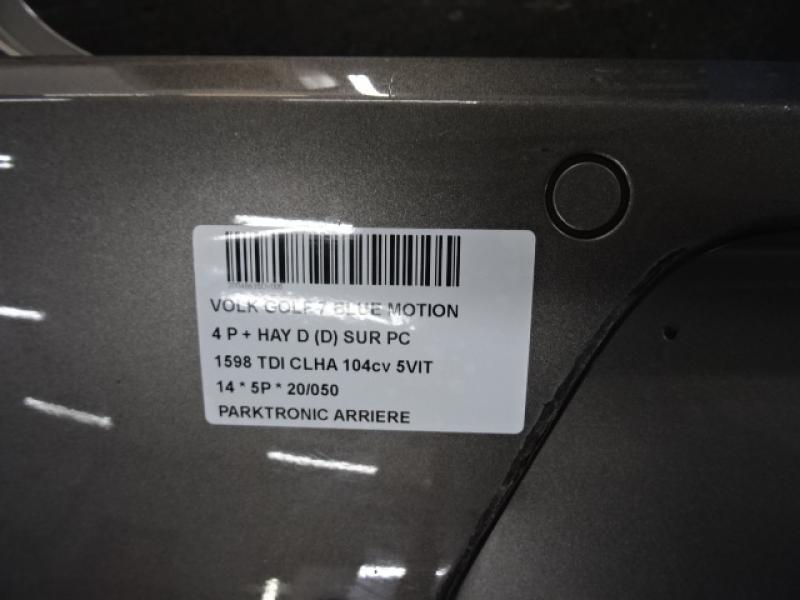 VOLK GOLF 7 BLUE MOTION
4 P + HAY D (D) SUR PC
1598 TDI CLHA 104cv 5VIT
14 * 5P * 20/050
PARKTRONIC ARRIERE